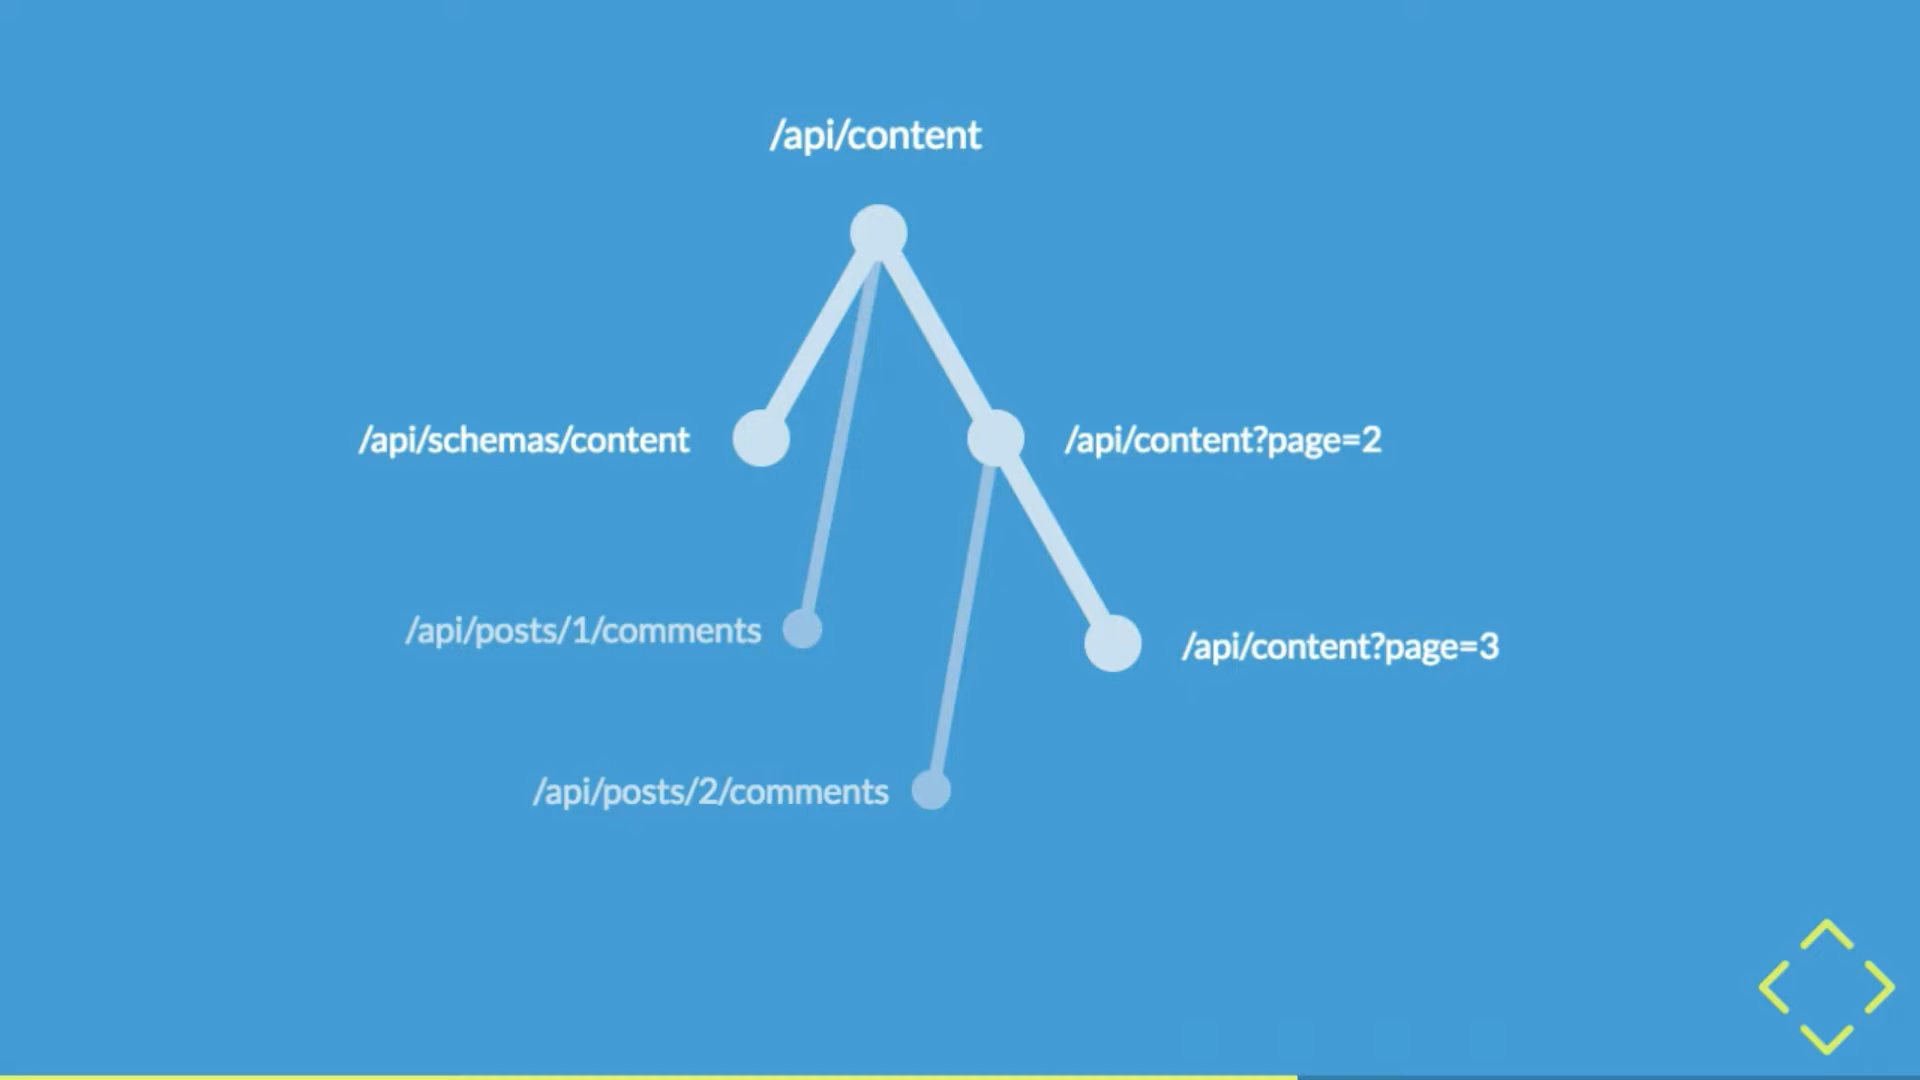 /api/content
/api/schemas/content
/api/content?page=2
/api/posts/1/comments
/api/content?page=3
/api/posts/2/comments